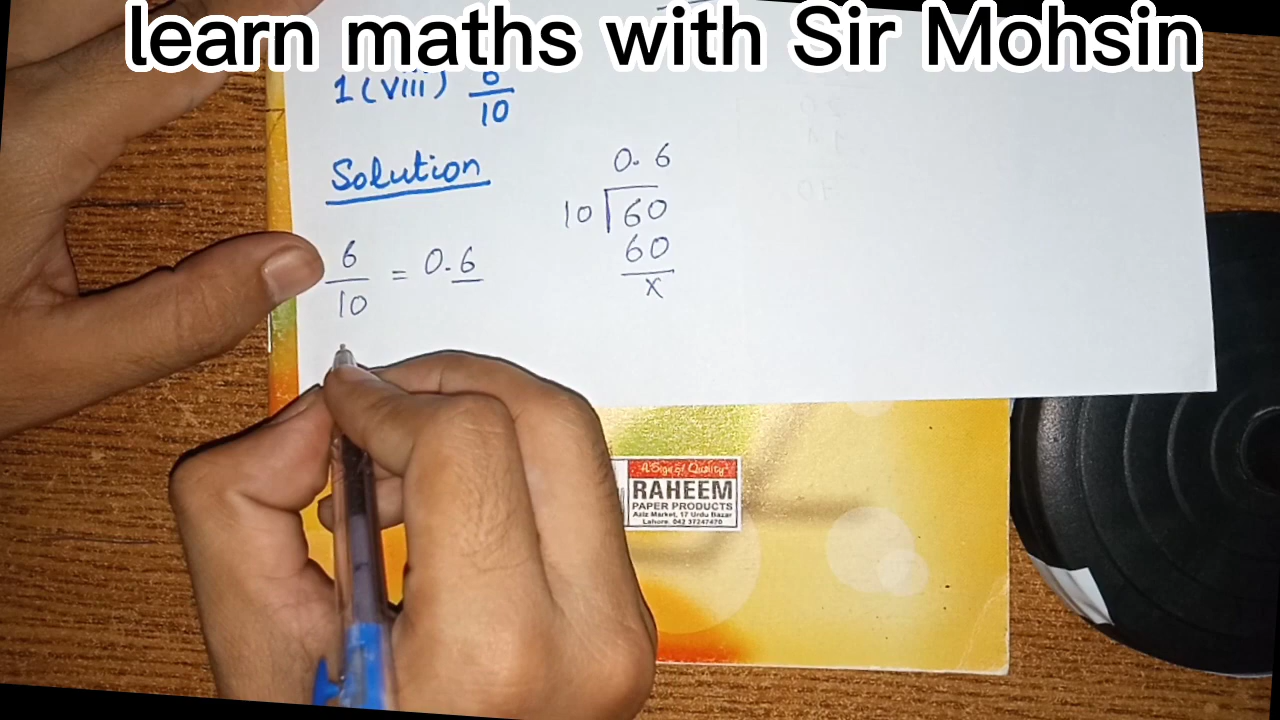 learn maths with Sir Mohsin
1 (viii) 6/10
Solution
6/10 = 0.6
0.6
10 60
60
x
A Sign of Quality
RAHEEM
PAPER PRODUCTS
Aziz Market, 17 Urdu Bazar
Lahore. 042 37247470